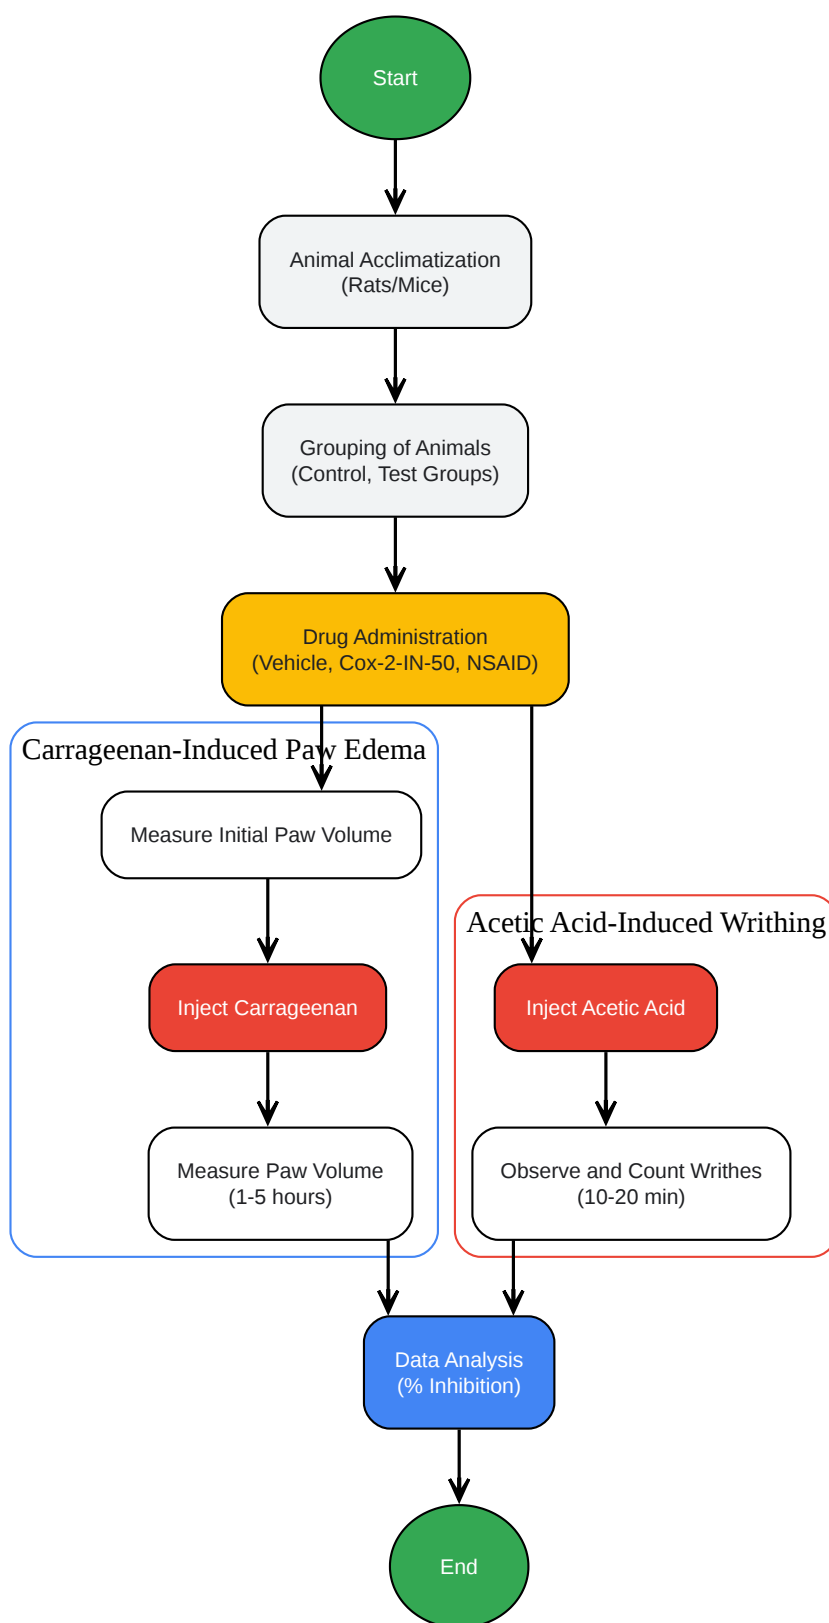 Start
Animal Acclimatization
(Rats/Mice)
Grouping of Animals
(Control, Test Groups)
Drug Administration
(Vehicle, Cox-2-IN-50, NSAID)
Carrageenan-Induced Paw Edema
Measure Initial Paw Volume
Inject Carrageenan
Measure Paw Volume
(1-5 hours)
Acetic Acid-Induced Writhing
Inject Acetic Acid
Observe and Count Writhes
(10-20 min)
Data Analysis
(% Inhibition)
End